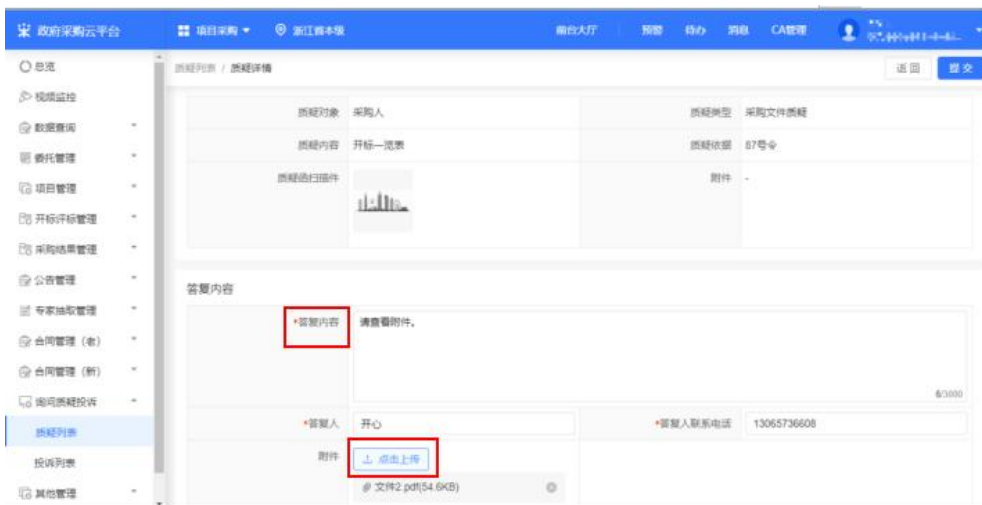 政府采购云平台 项目采购 浙江省本级 前台大厅 预警 待办 消息 CA管理
总览
质疑列表 / 质疑详情 返回 提交
视频监控
数据查询
委托管理
项目管理
开标评标管理
采购结果管理
公告管理
专家抽取管理
合同管理（老）
合同管理（新）
询问质疑投诉
质疑列表
投诉列表
其他管理
质疑对象 采购人 质疑类型 采购文件质疑
质疑内容 开标一览表 质疑依据 87号令
质疑函扫描件 附件 -
答复内容
*答复内容 请查看附件。
6/3000
*答复人 开心 *答复人联系电话 13065736608
附件 点击上传
文件2.pdf(54.6KB)